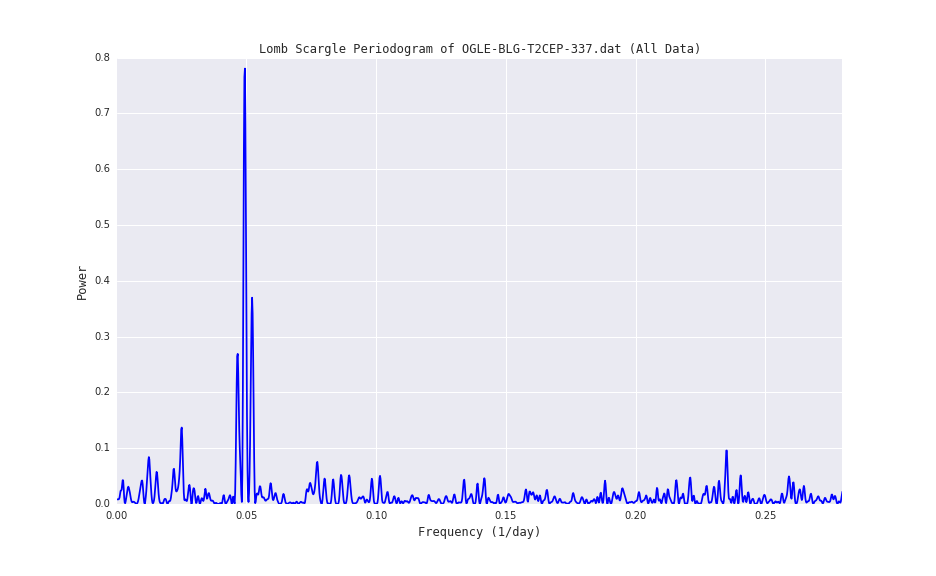 Lomb Scargle Periodogram of OGLE-BLG-T2CEP-337.dat (All Data)
0.8
0.7
0.6
0.5
0.4
0.3
0.2
0.1
0.0
Power
0.00 0.05 0.10 0.15 0.20 0.25
Frequency (1/day)